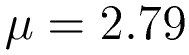 μ = 2.79